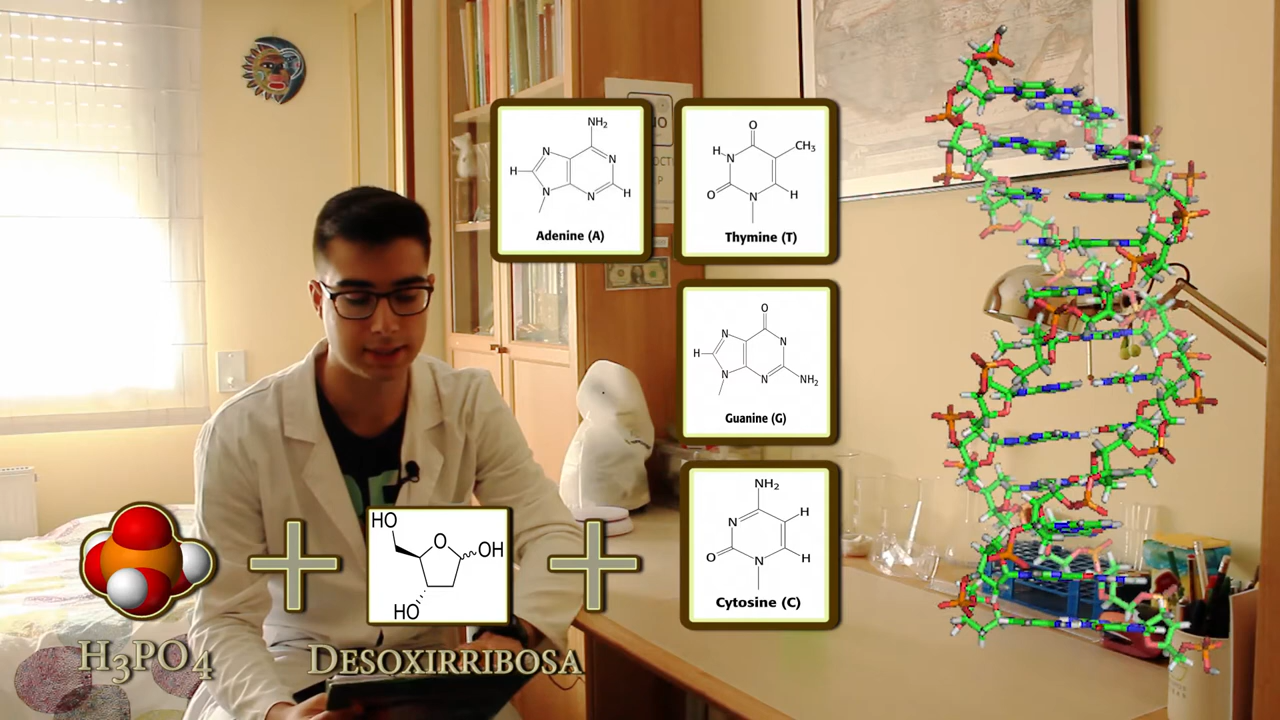 NH₂
N
N
H
N
N
H
Adenine (A)
O
H
N
CH₃
O
N
H
Thymine (T)
O
N
N
H
N
N
NH₂
Guanine (G)
NH₂
N
H
O
N
H
Cytosine (C)
HO
O
OH
HO
H3PO4
+
+
DESOXIRRIBOSA